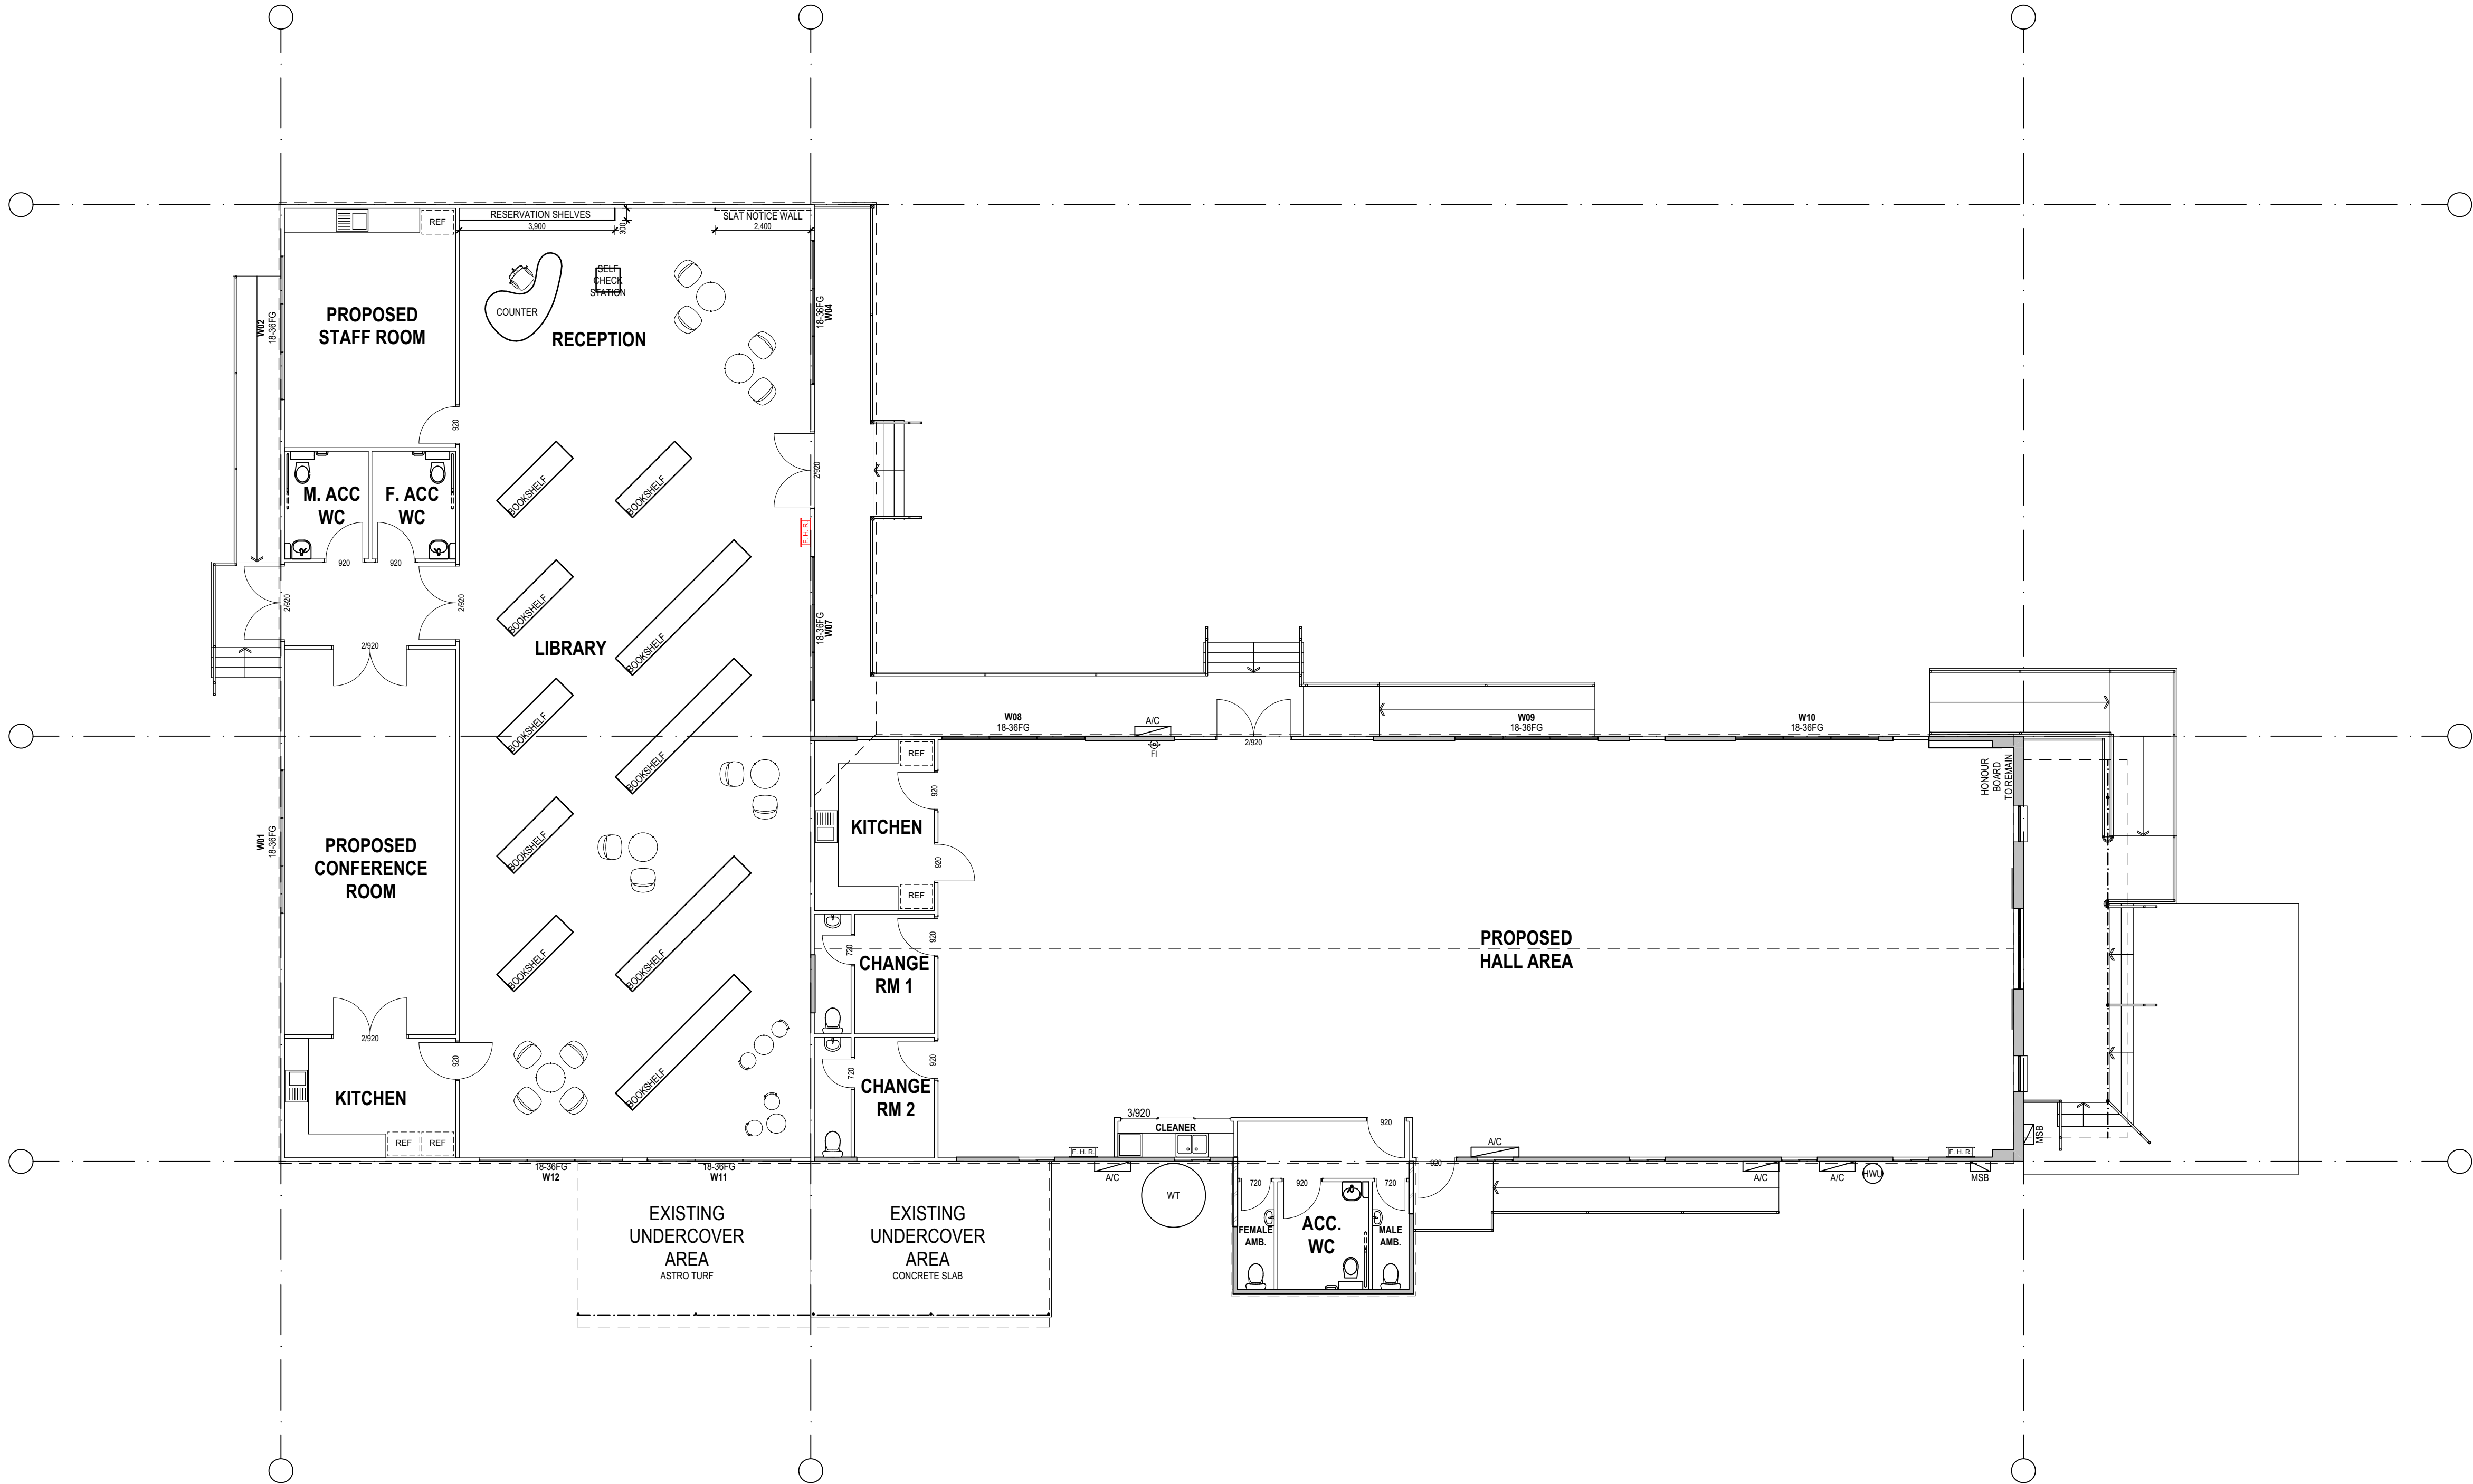 RESERVATION SHELVES
3,900
300
SLAT NOTICE WALL
2,400
REF
SELF
CHECK
STATION
COUNTER
RECEPTION
PROPOSED
STAFF ROOM
W02
18-36FG
18-36FG
W04
920
2/920
M. ACC
WC
F. ACC
WC
920
920
BOOKSHELF
BOOKSHELF
F. H. R.
2/920
2/920
2/920
BOOKSHELF
BOOKSHELF
LIBRARY
18-36FG
W07
BOOKSHELF
BOOKSHELF
W01
18-36FG
PROPOSED
CONFERENCE
ROOM
BOOKSHELF
BOOKSHELF
BOOKSHELF
BOOKSHELF
2/920
920
KITCHEN
REF
REF
18-36FG
W12
18-36FG
W11
W08
18-36FG
A/C
FI
2/920
W09
18-36FG
W10
18-36FG
HONOUR
BOARD
TO REMAIN
REF
920
KITCHEN
920
REF
920
720
CHANGE
RM 1
920
720
CHANGE
RM 2
PROPOSED
HALL AREA
3/920
CLEANER
F. H. R.
A/C
WT
920
920
A/C
720
920
720
FEMALE
AMB.
ACC.
WC
MALE
AMB.
A/C
A/C
HWU
F. H. R.
MSB
MSB
EXISTING
UNDERCOVER
AREA
ASTRO TURF
EXISTING
UNDERCOVER
AREA
CONCRETE SLAB